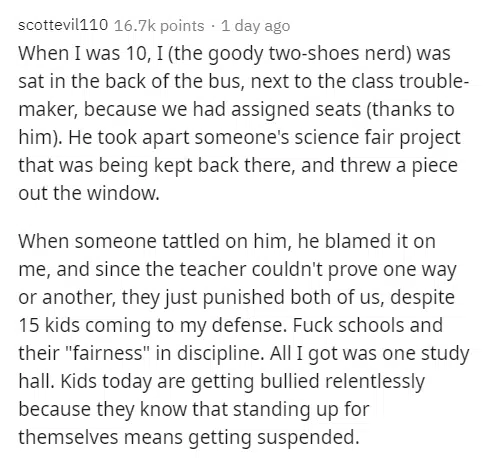 scottevil110 16.7k points · 1 day ago
When I was 10, I (the goody two-shoes nerd) was
sat in the back of the bus, next to the class trouble-
maker, because we had assigned seats (thanks to
him). He took apart someone's science fair project
that was being kept back there, and threw a piece
out the window.
When someone tattled on him, he blamed it on
me, and since the teacher couldn't prove one way
or another, they just punished both of us, despite
15 kids coming to my defense. Fuck schools and
their "fairness" in discipline. All I got was one study
hall. Kids today are getting bullied relentlessly
because they know that standing up for
themselves means getting suspended.